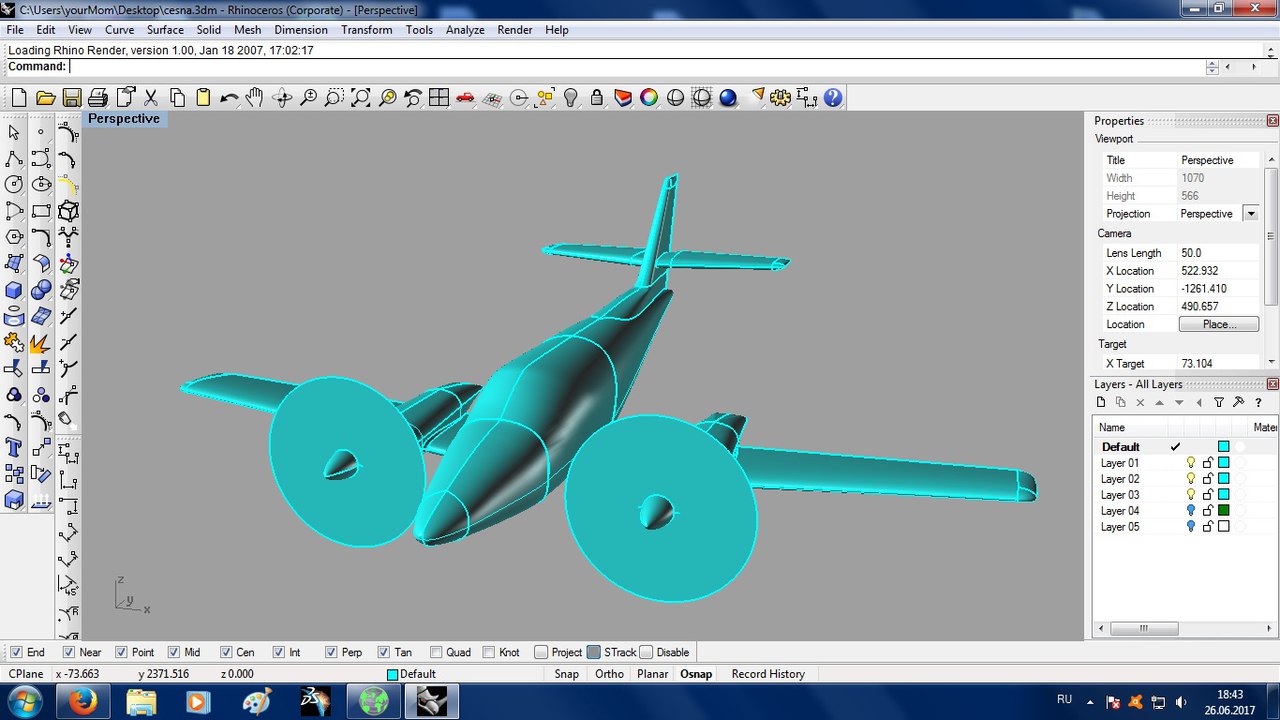 C:\Users\yourMom\Desktop\cesna.3dm - Rhinoceros (Corporate) - [Perspective]
File Edit View Curve Surface Solid Mesh Dimension Transform Tools Analyze Render Help
Loading Rhino Render, version 1.00, Jan 18 2007, 17:02:17
Command:
Perspective
Properties
Viewport
Title Perspective
Width 1070
Height 566
Projection Perspective
Camera
Lens Length 50.0
X Location 522.932
Y Location -1261.410
Z Location 490.657
Location Place...
Target
X Target 73.104
Layers - All Layers
Name Mater
Default
Layer 01
Layer 02
Layer 03
Layer 04
Layer 05
z
y
x
End Near Point Mid Cen Int Perp Tan Quad Knot Project STrack Disable
CPlane x -73.663 y 2371.516 z 0.000 Default Snap Ortho Planar Osnap Record History
RU
18:43
26.06.2017